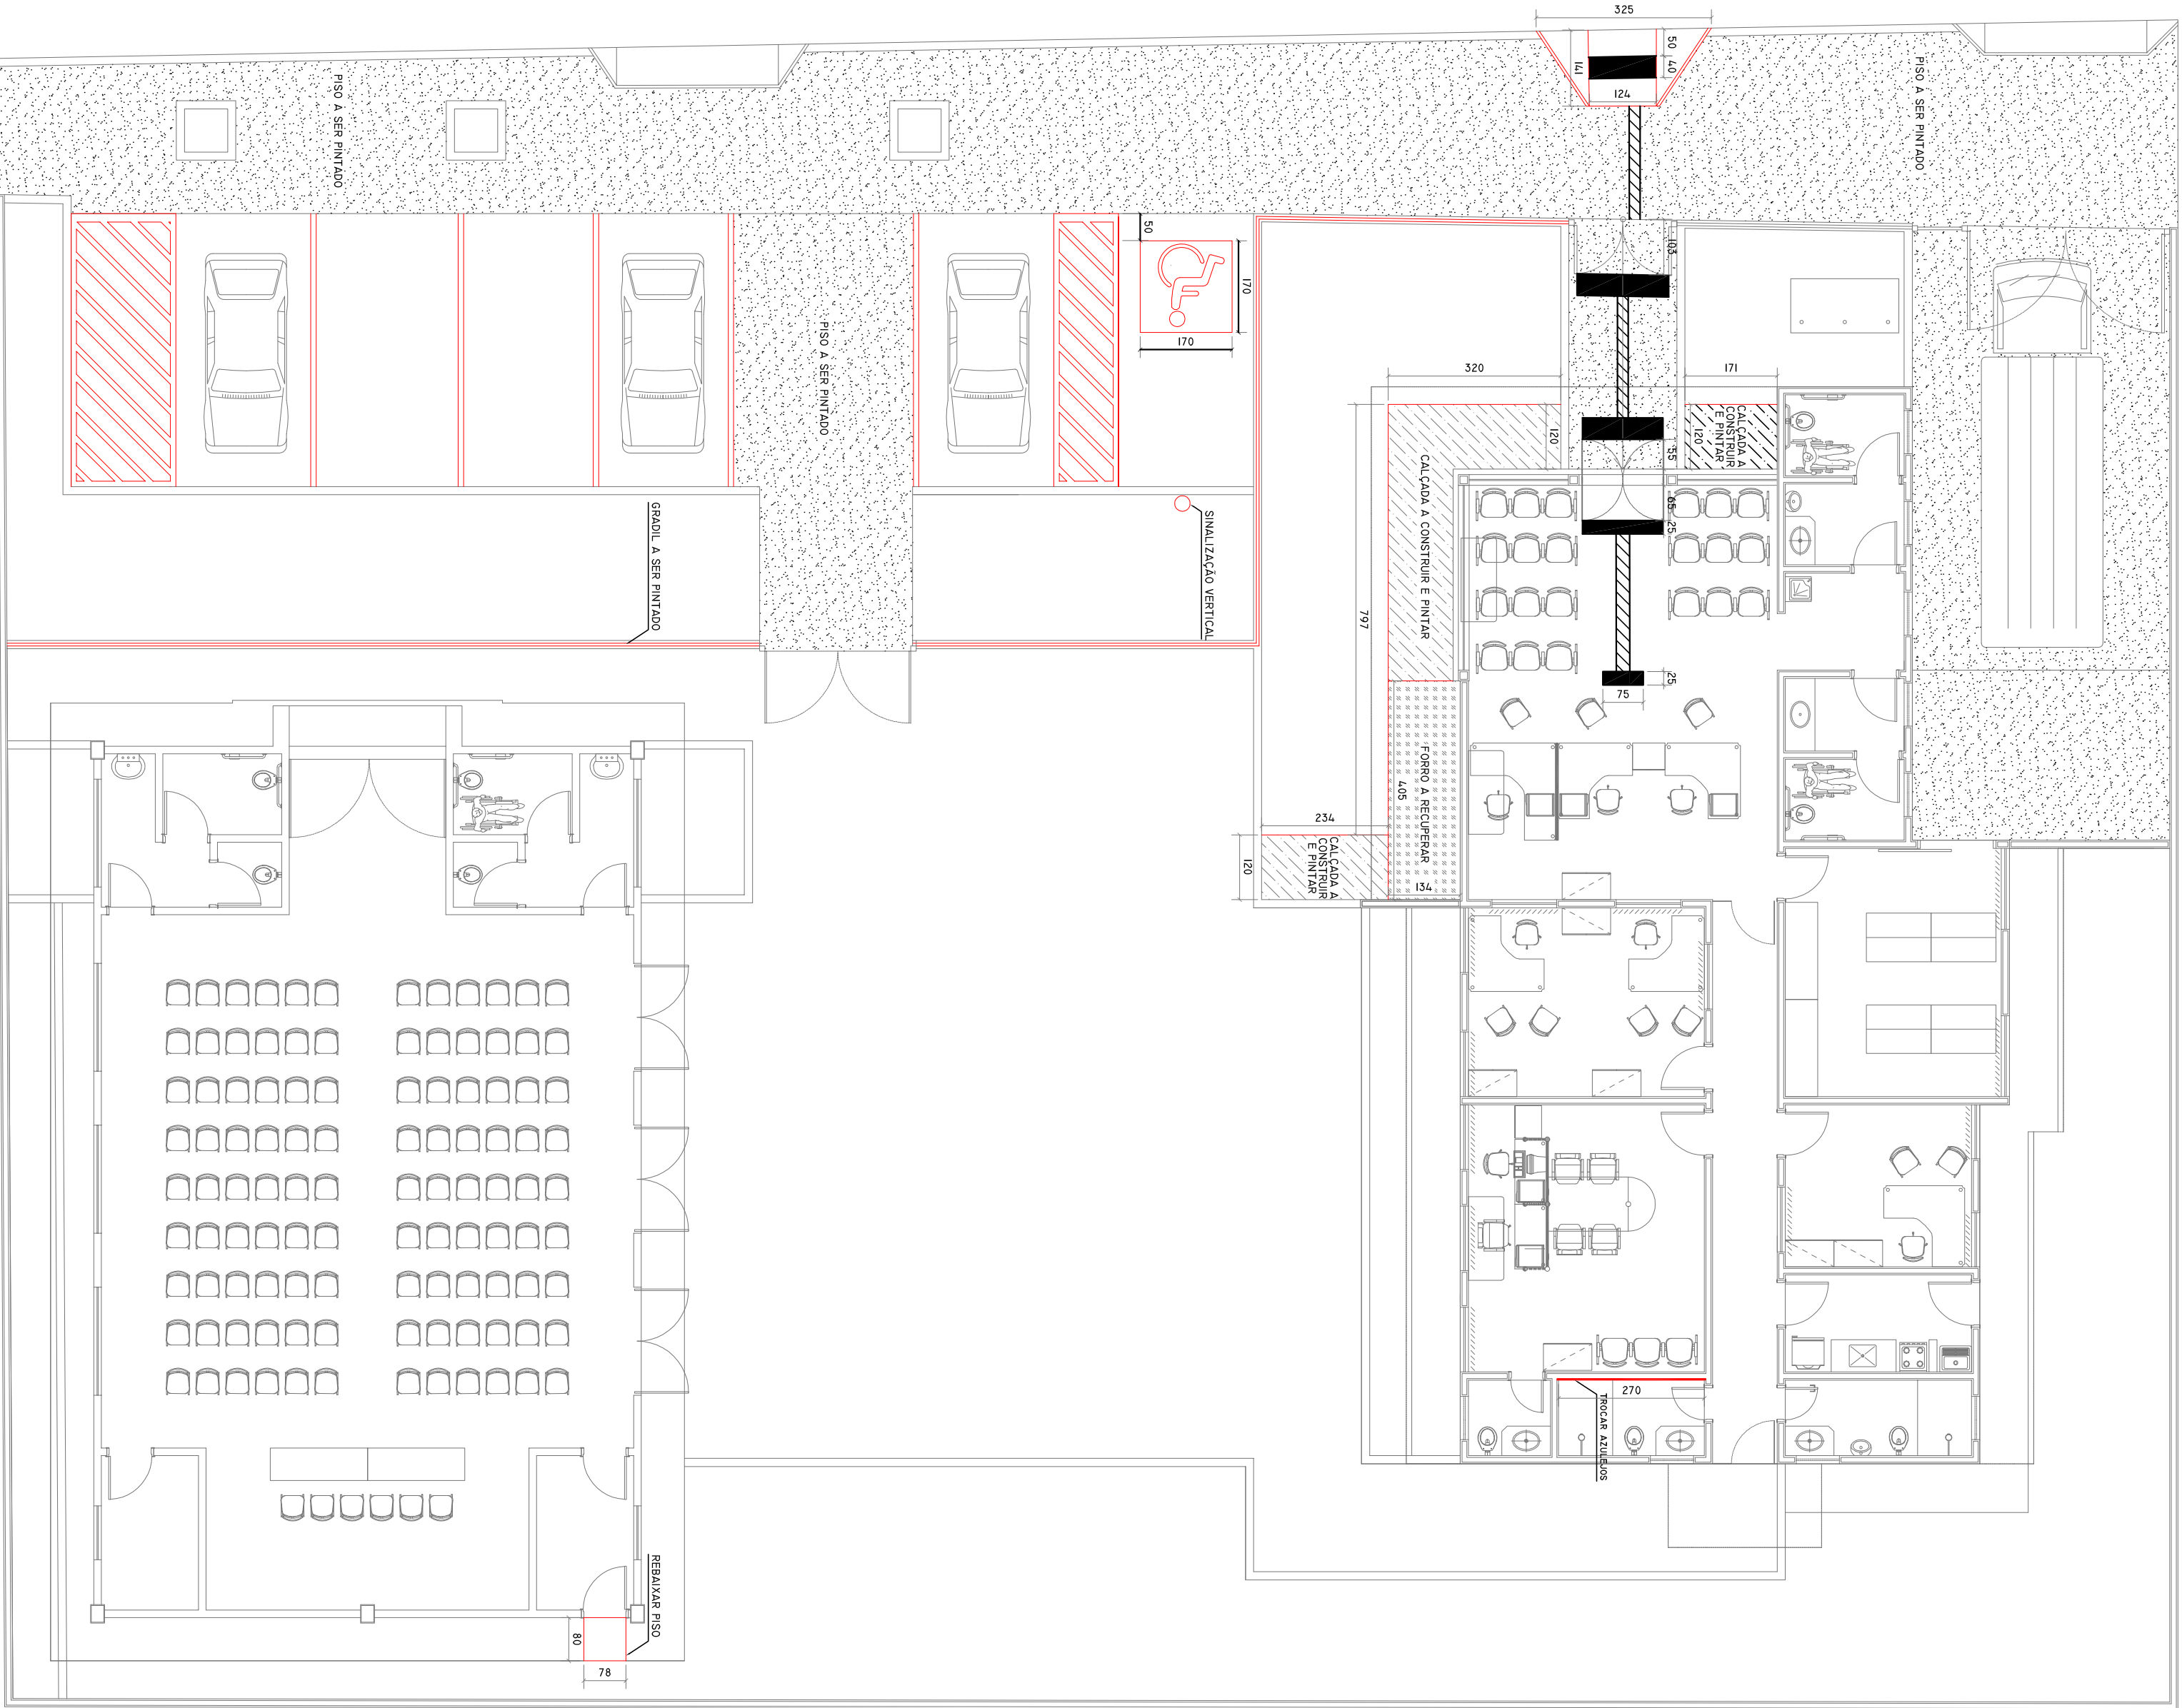 325
50
40
141
124
PISO A SER PINTADO
PISO A SER PINTADO
50
170
170
103
PISO A SER PINTADO
320
171
120
CALÇADA A
CONSTRUIR
E PINTAR
120
55
CALÇADA A CONSTRUIR E PINTAR
65
25
GRADIL A SER PINTADO
SINALIZAÇÃO VERTICAL
797
25
75
FORRO A RECUPERAR
405
234
CALÇADA A
CONSTRUIR
E PINTAR
120
134
270
TROCAR AZULEJOS
REBAIXAR PISO
80
78